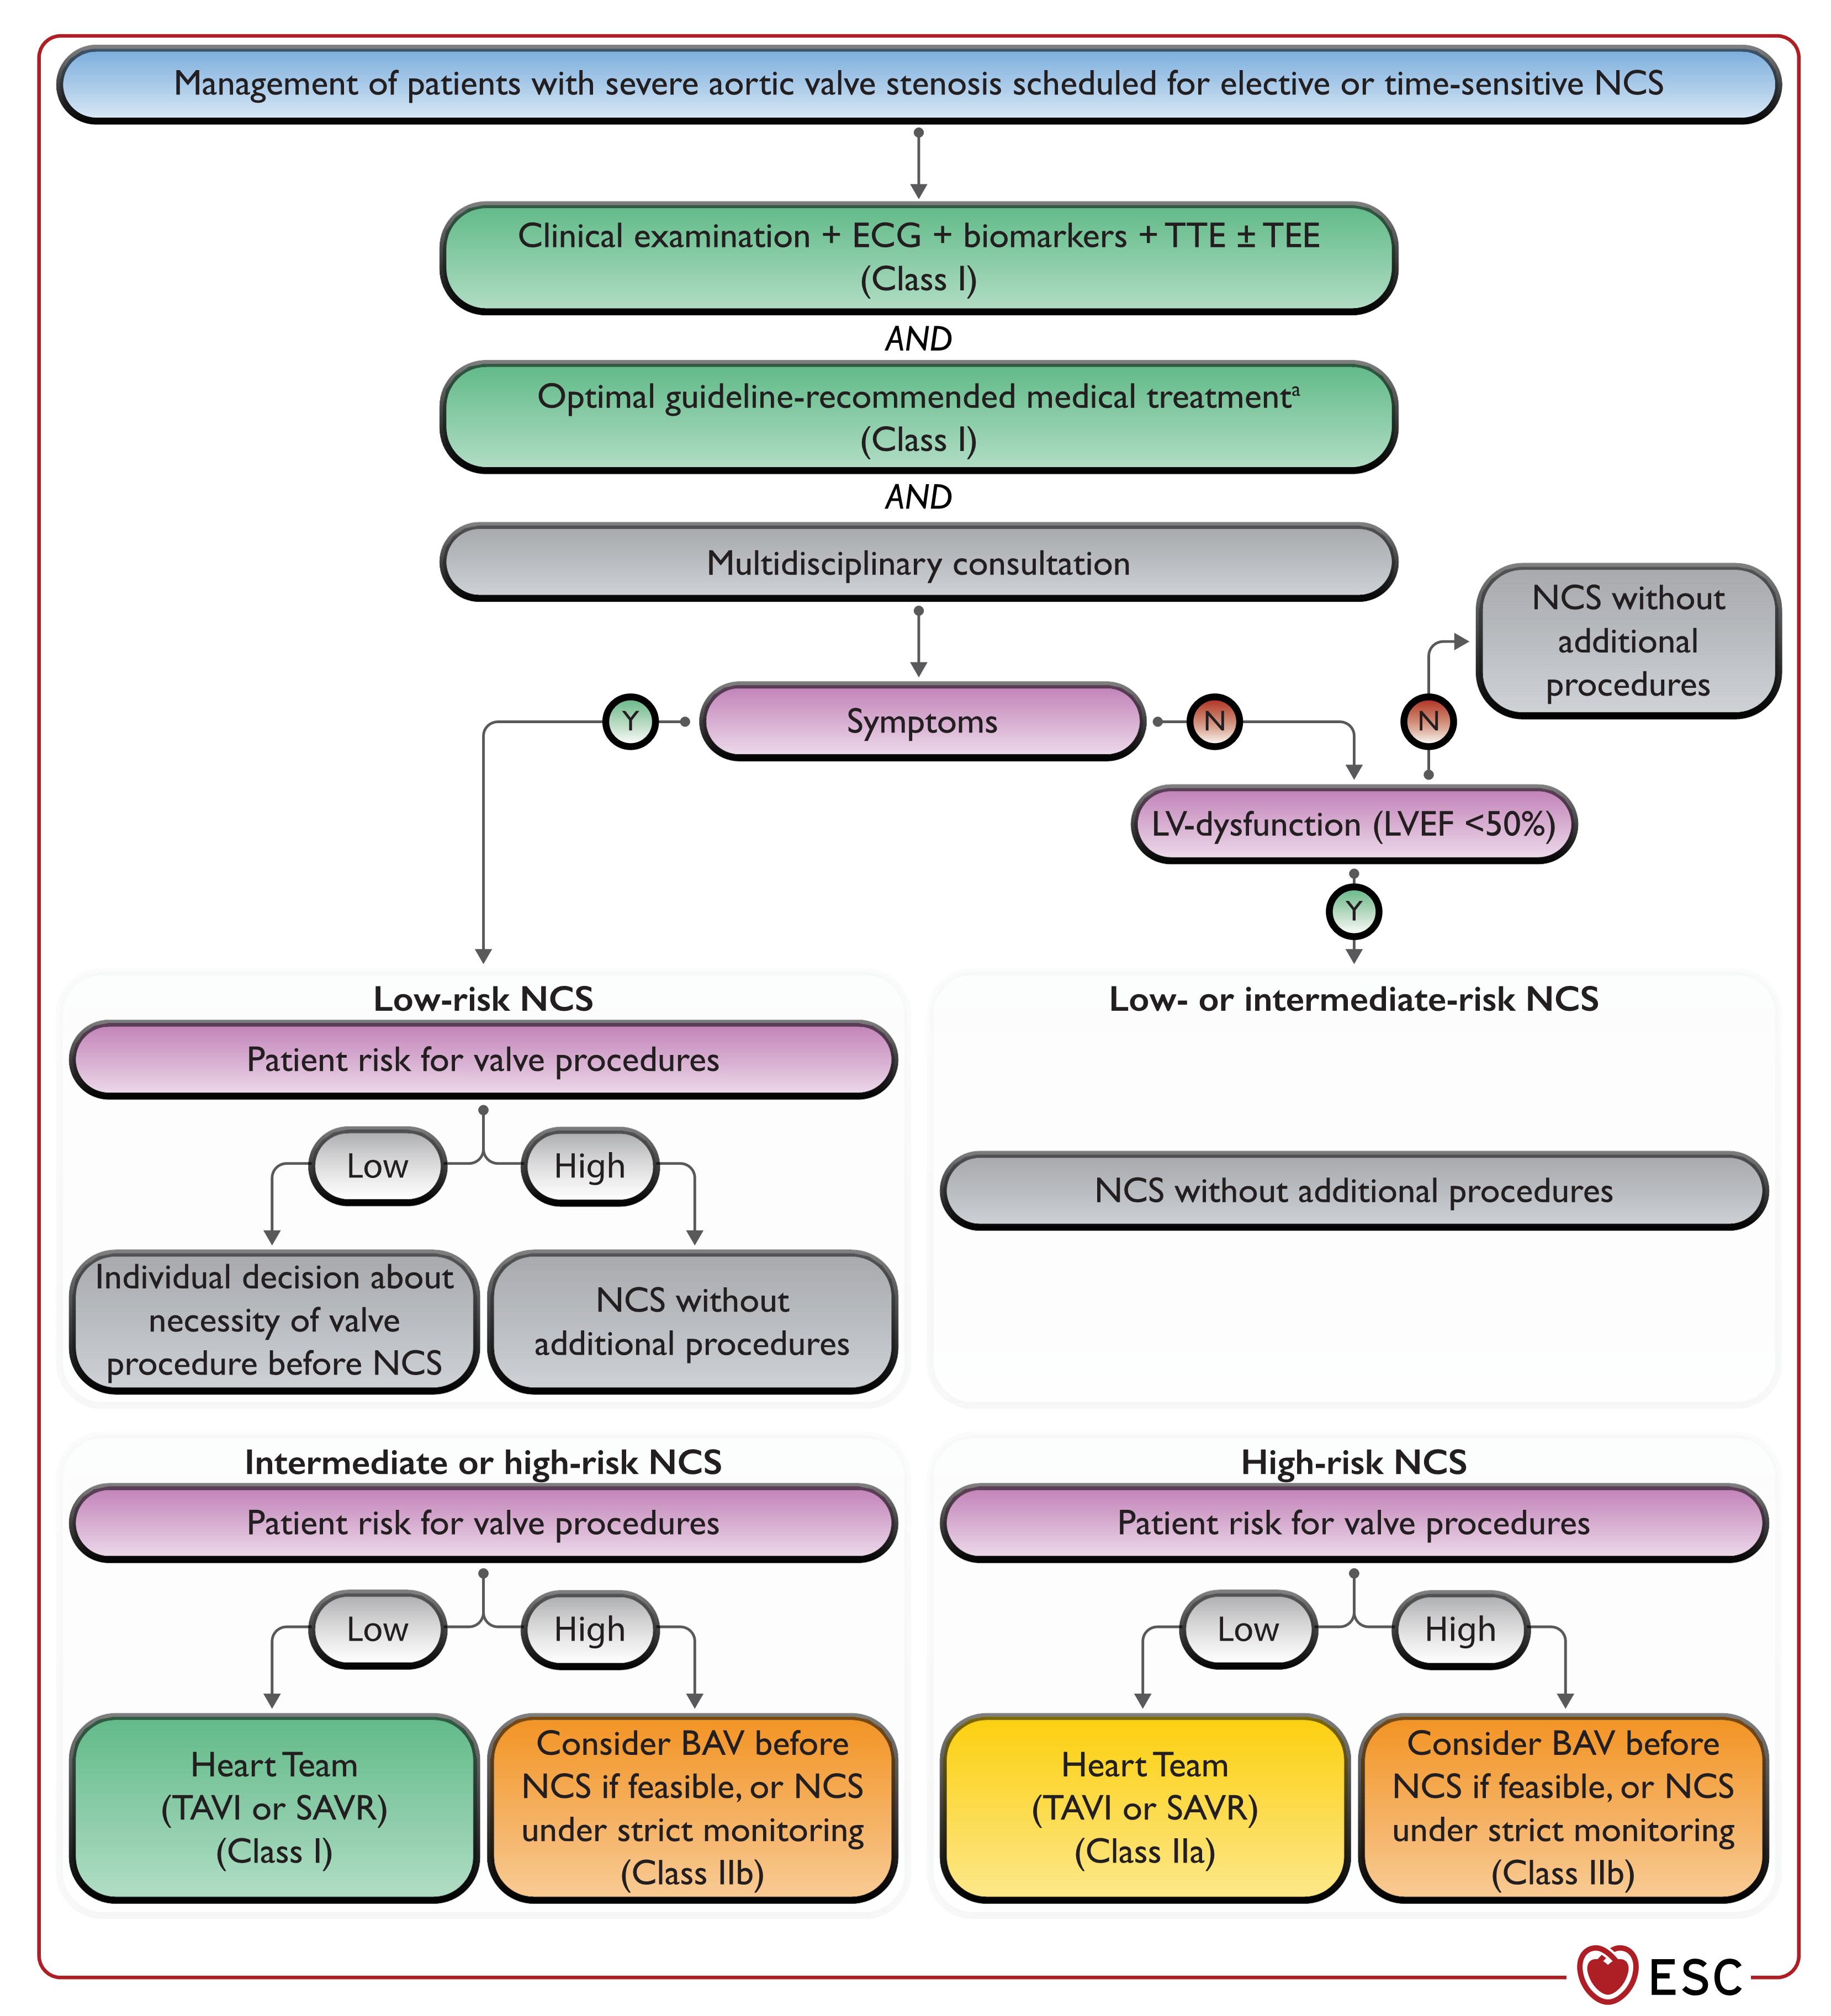 Management of patients with severe aortic valve stenosis scheduled for elective or time-sensitive NCS
Clinical examination + ECG + biomarkers + TTE ± TEE
(Class I)
AND
Optimal guideline-recommended medical treatmentᵃ
(Class I)
AND
Multidisciplinary consultation
NCS without
additional
procedures
Y
Symptoms
N
N
LV-dysfunction (LVEF <50%)
Y
Low-risk NCS
Patient risk for valve procedures
Low
High
Individual decision about
necessity of valve
procedure before NCS
NCS without
additional procedures
Low- or intermediate-risk NCS
NCS without additional procedures
Intermediate or high-risk NCS
Patient risk for valve procedures
Low
High
Heart Team
(TAVI or SAVR)
(Class I)
Consider BAV before
NCS if feasible, or NCS
under strict monitoring
(Class IIb)
High-risk NCS
Patient risk for valve procedures
Low
High
Heart Team
(TAVI or SAVR)
(Class IIa)
Consider BAV before
NCS if feasible, or NCS
under strict monitoring
(Class IIb)
ESC